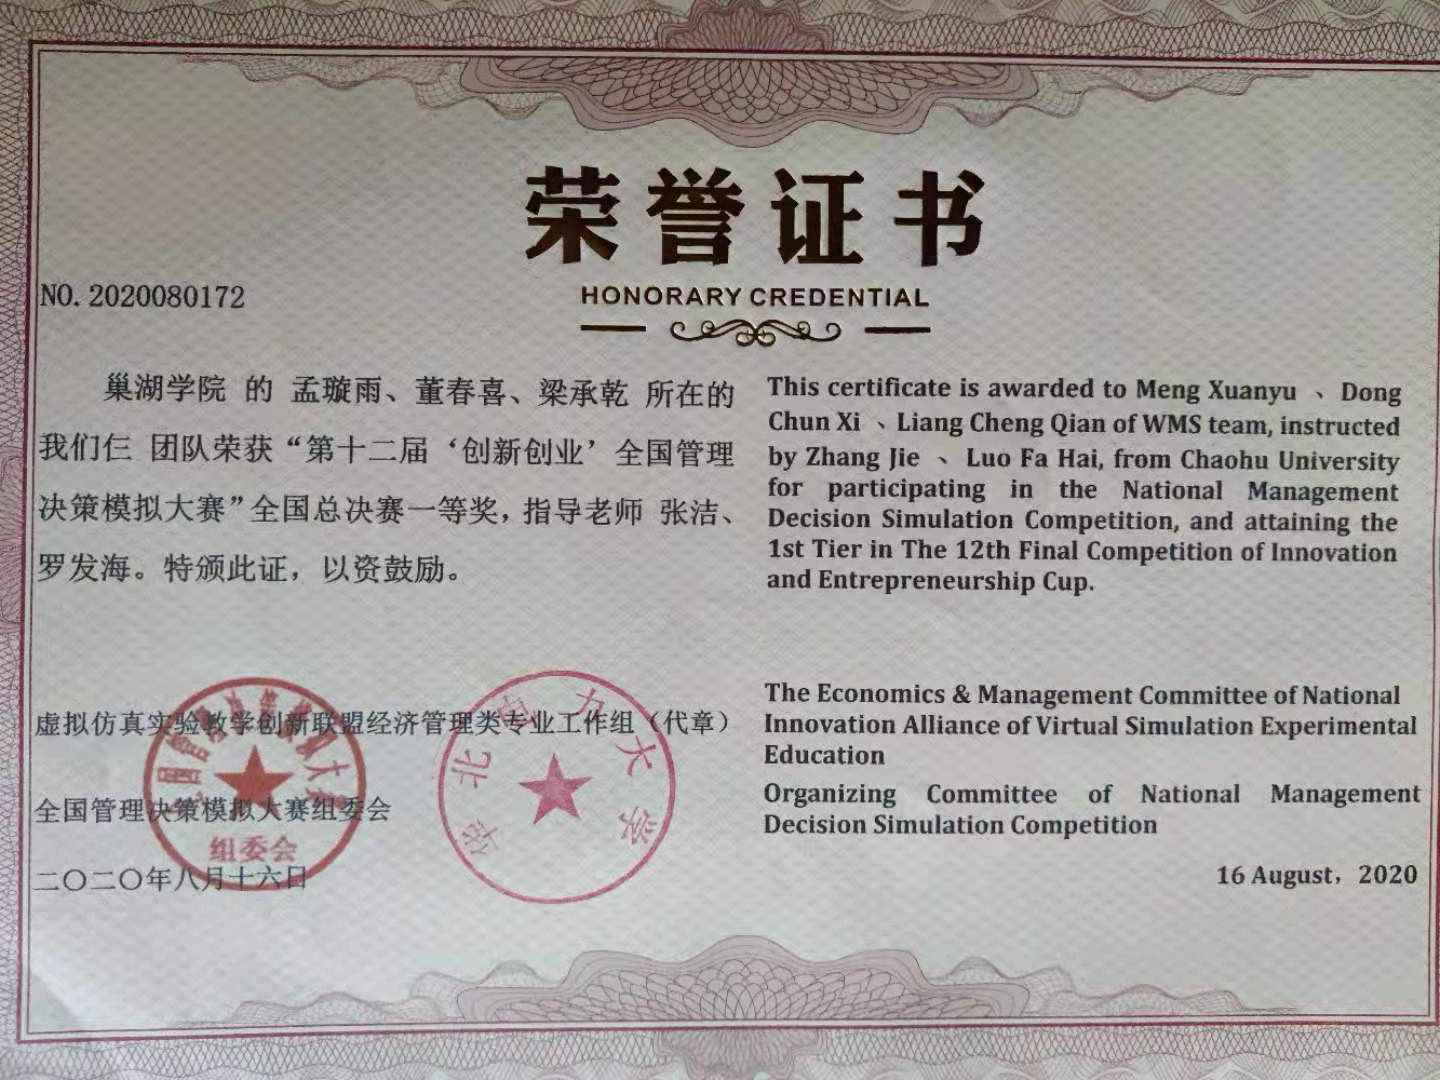 荣誉证书
HONORARY CREDENTIAL
NO. 2020080172
巢湖学院 的 孟璇雨、董春喜、梁承乾 所在的
我们仨 团队荣获“第十二届‘创新创业’全国管理
决策模拟大赛”全国总决赛一等奖，指导老师 张洁、
罗发海。特颁此证，以资鼓励。
This certificate is awarded to Meng Xuanyu 、Dong
Chun Xi 、Liang Cheng Qian of WMS team, instructed
by Zhang Jie 、 Luo Fa Hai, from Chaohu University
for participating in the National Management
Decision Simulation Competition, and attaining the
1st Tier in The 12th Final Competition of Innovation
and Entrepreneurship Cup.
虚拟仿真实验教学创新联盟经济管理类专业工作组（代章）
全国管理决策模拟大赛组委会
二〇二〇年八月十六日
组委会
华北电力大学
The Economics & Management Committee of National
Innovation Alliance of Virtual Simulation Experimental
Education
Organizing Committee of National Management
Decision Simulation Competition
16 August，2020